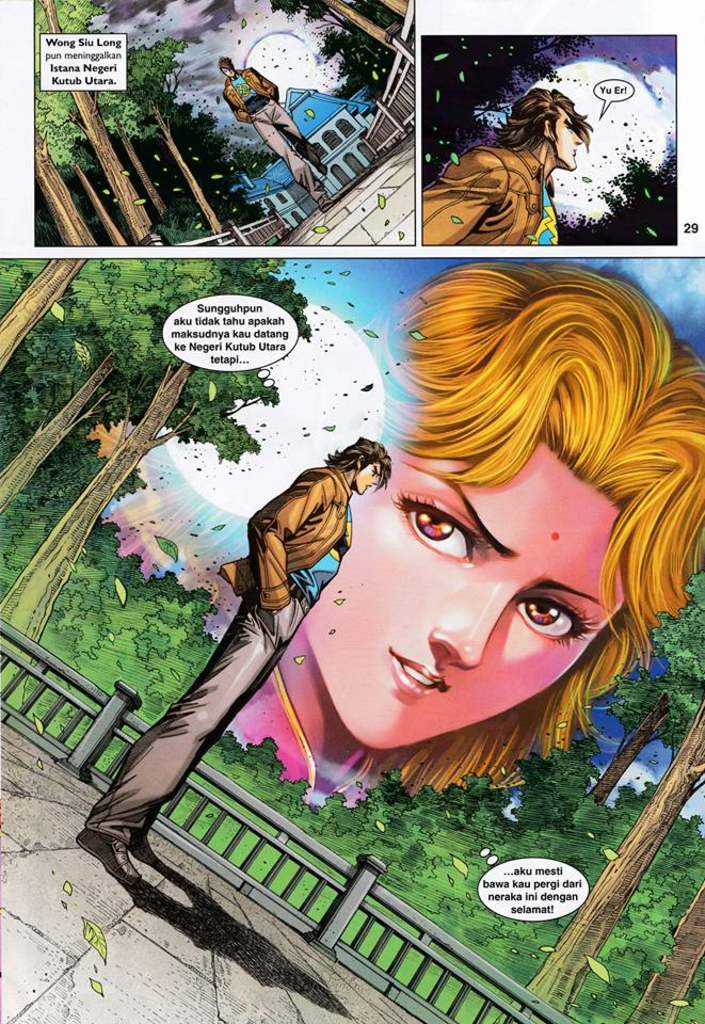 Wong Siu Long
pun meninggalkan
Istana Negeri
Kutub Utara.
Yu Er!
29
Sungguhpun
aku tidak tahu apakah
maksudnya kau datang
ke Negeri Kutub Utara
tetapi...
...aku mesti
bawa kau pergi dari
neraka ini dengan
selamat!